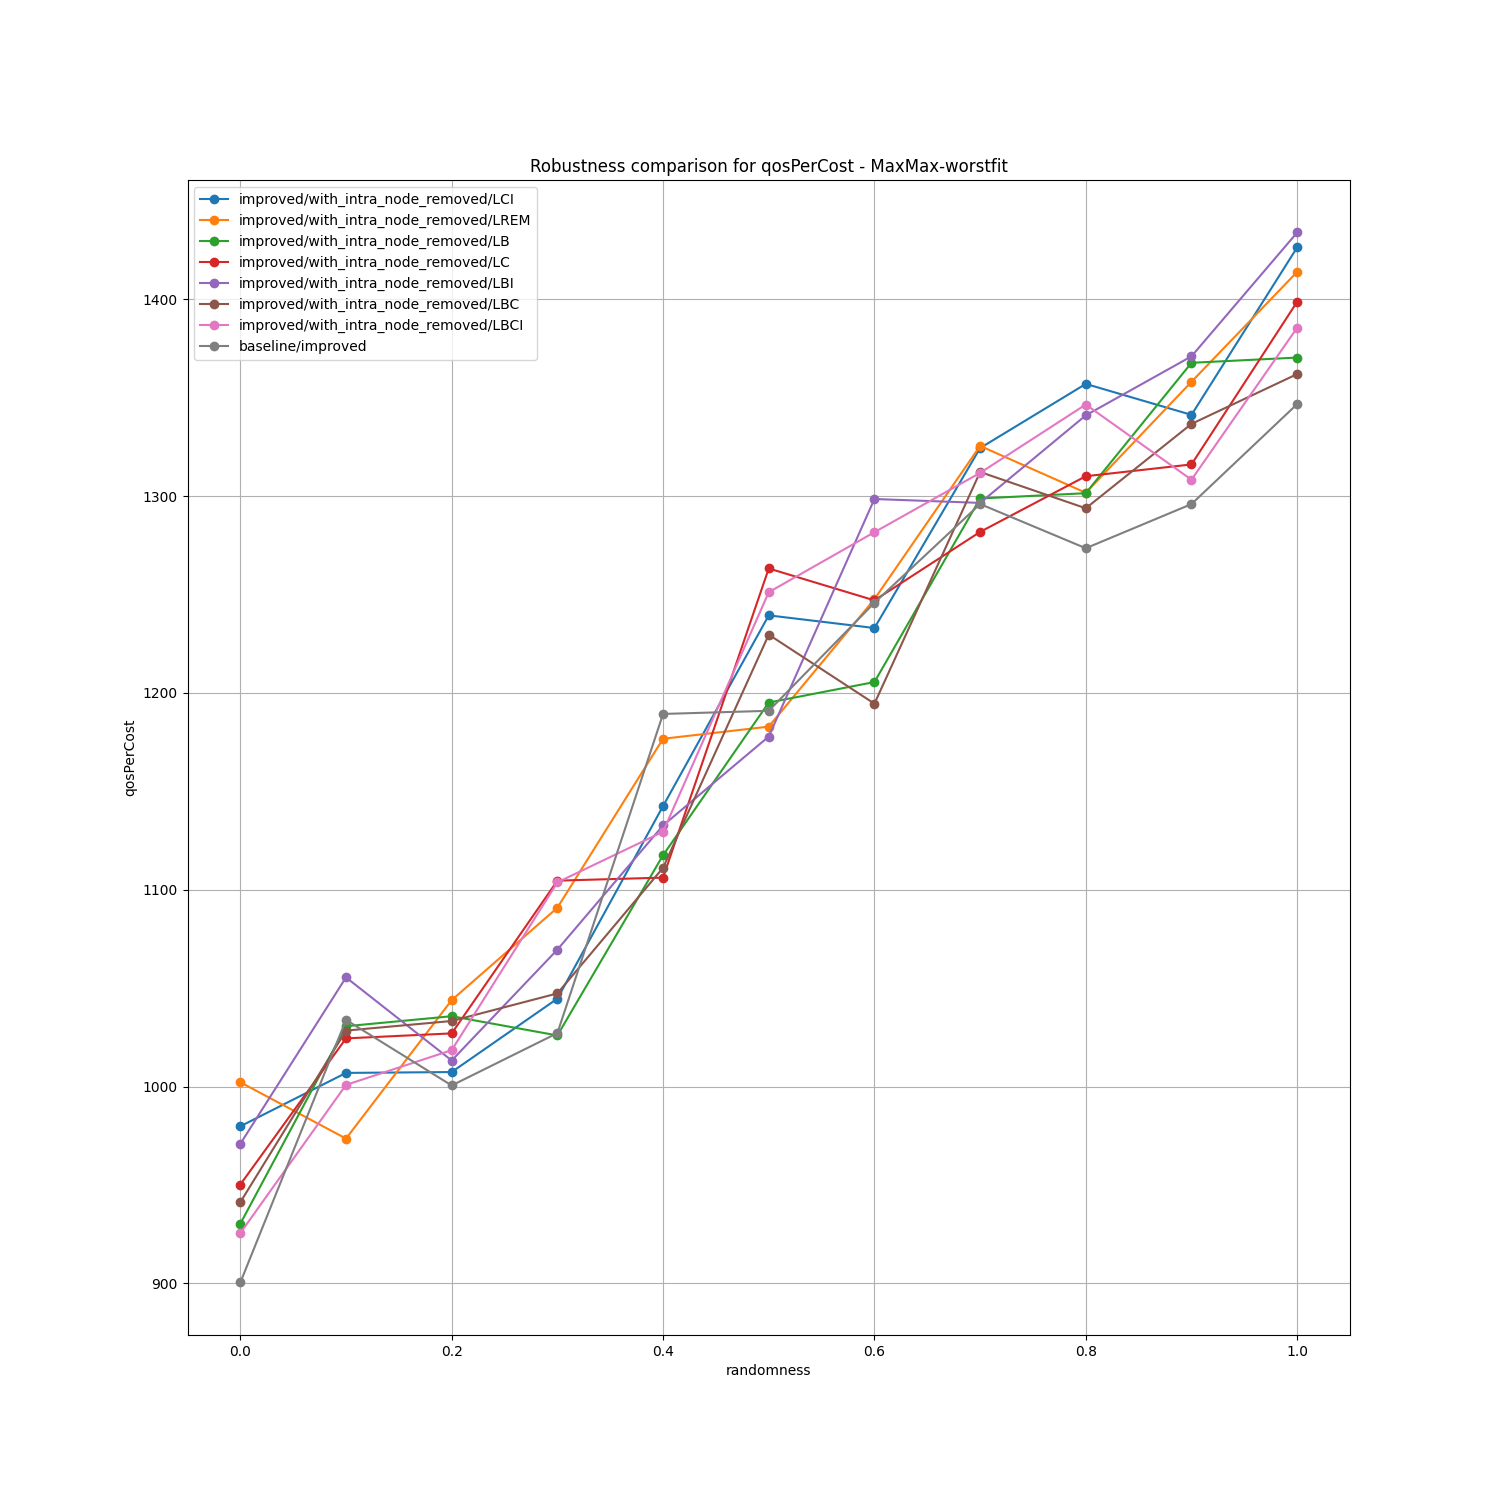 Robustness comparison for qosPerCost - MaxMax-worstfit
improved/with_intra_node_removed/LCI
improved/with_intra_node_removed/LREM
improved/with_intra_node_removed/LB
improved/with_intra_node_removed/LC
improved/with_intra_node_removed/LBI
improved/with_intra_node_removed/LBC
improved/with_intra_node_removed/LBCI
baseline/improved
1400
1300
1200
1100
1000
900
qosPerCost
0.0 0.2 0.4 0.6 0.8 1.0
randomness